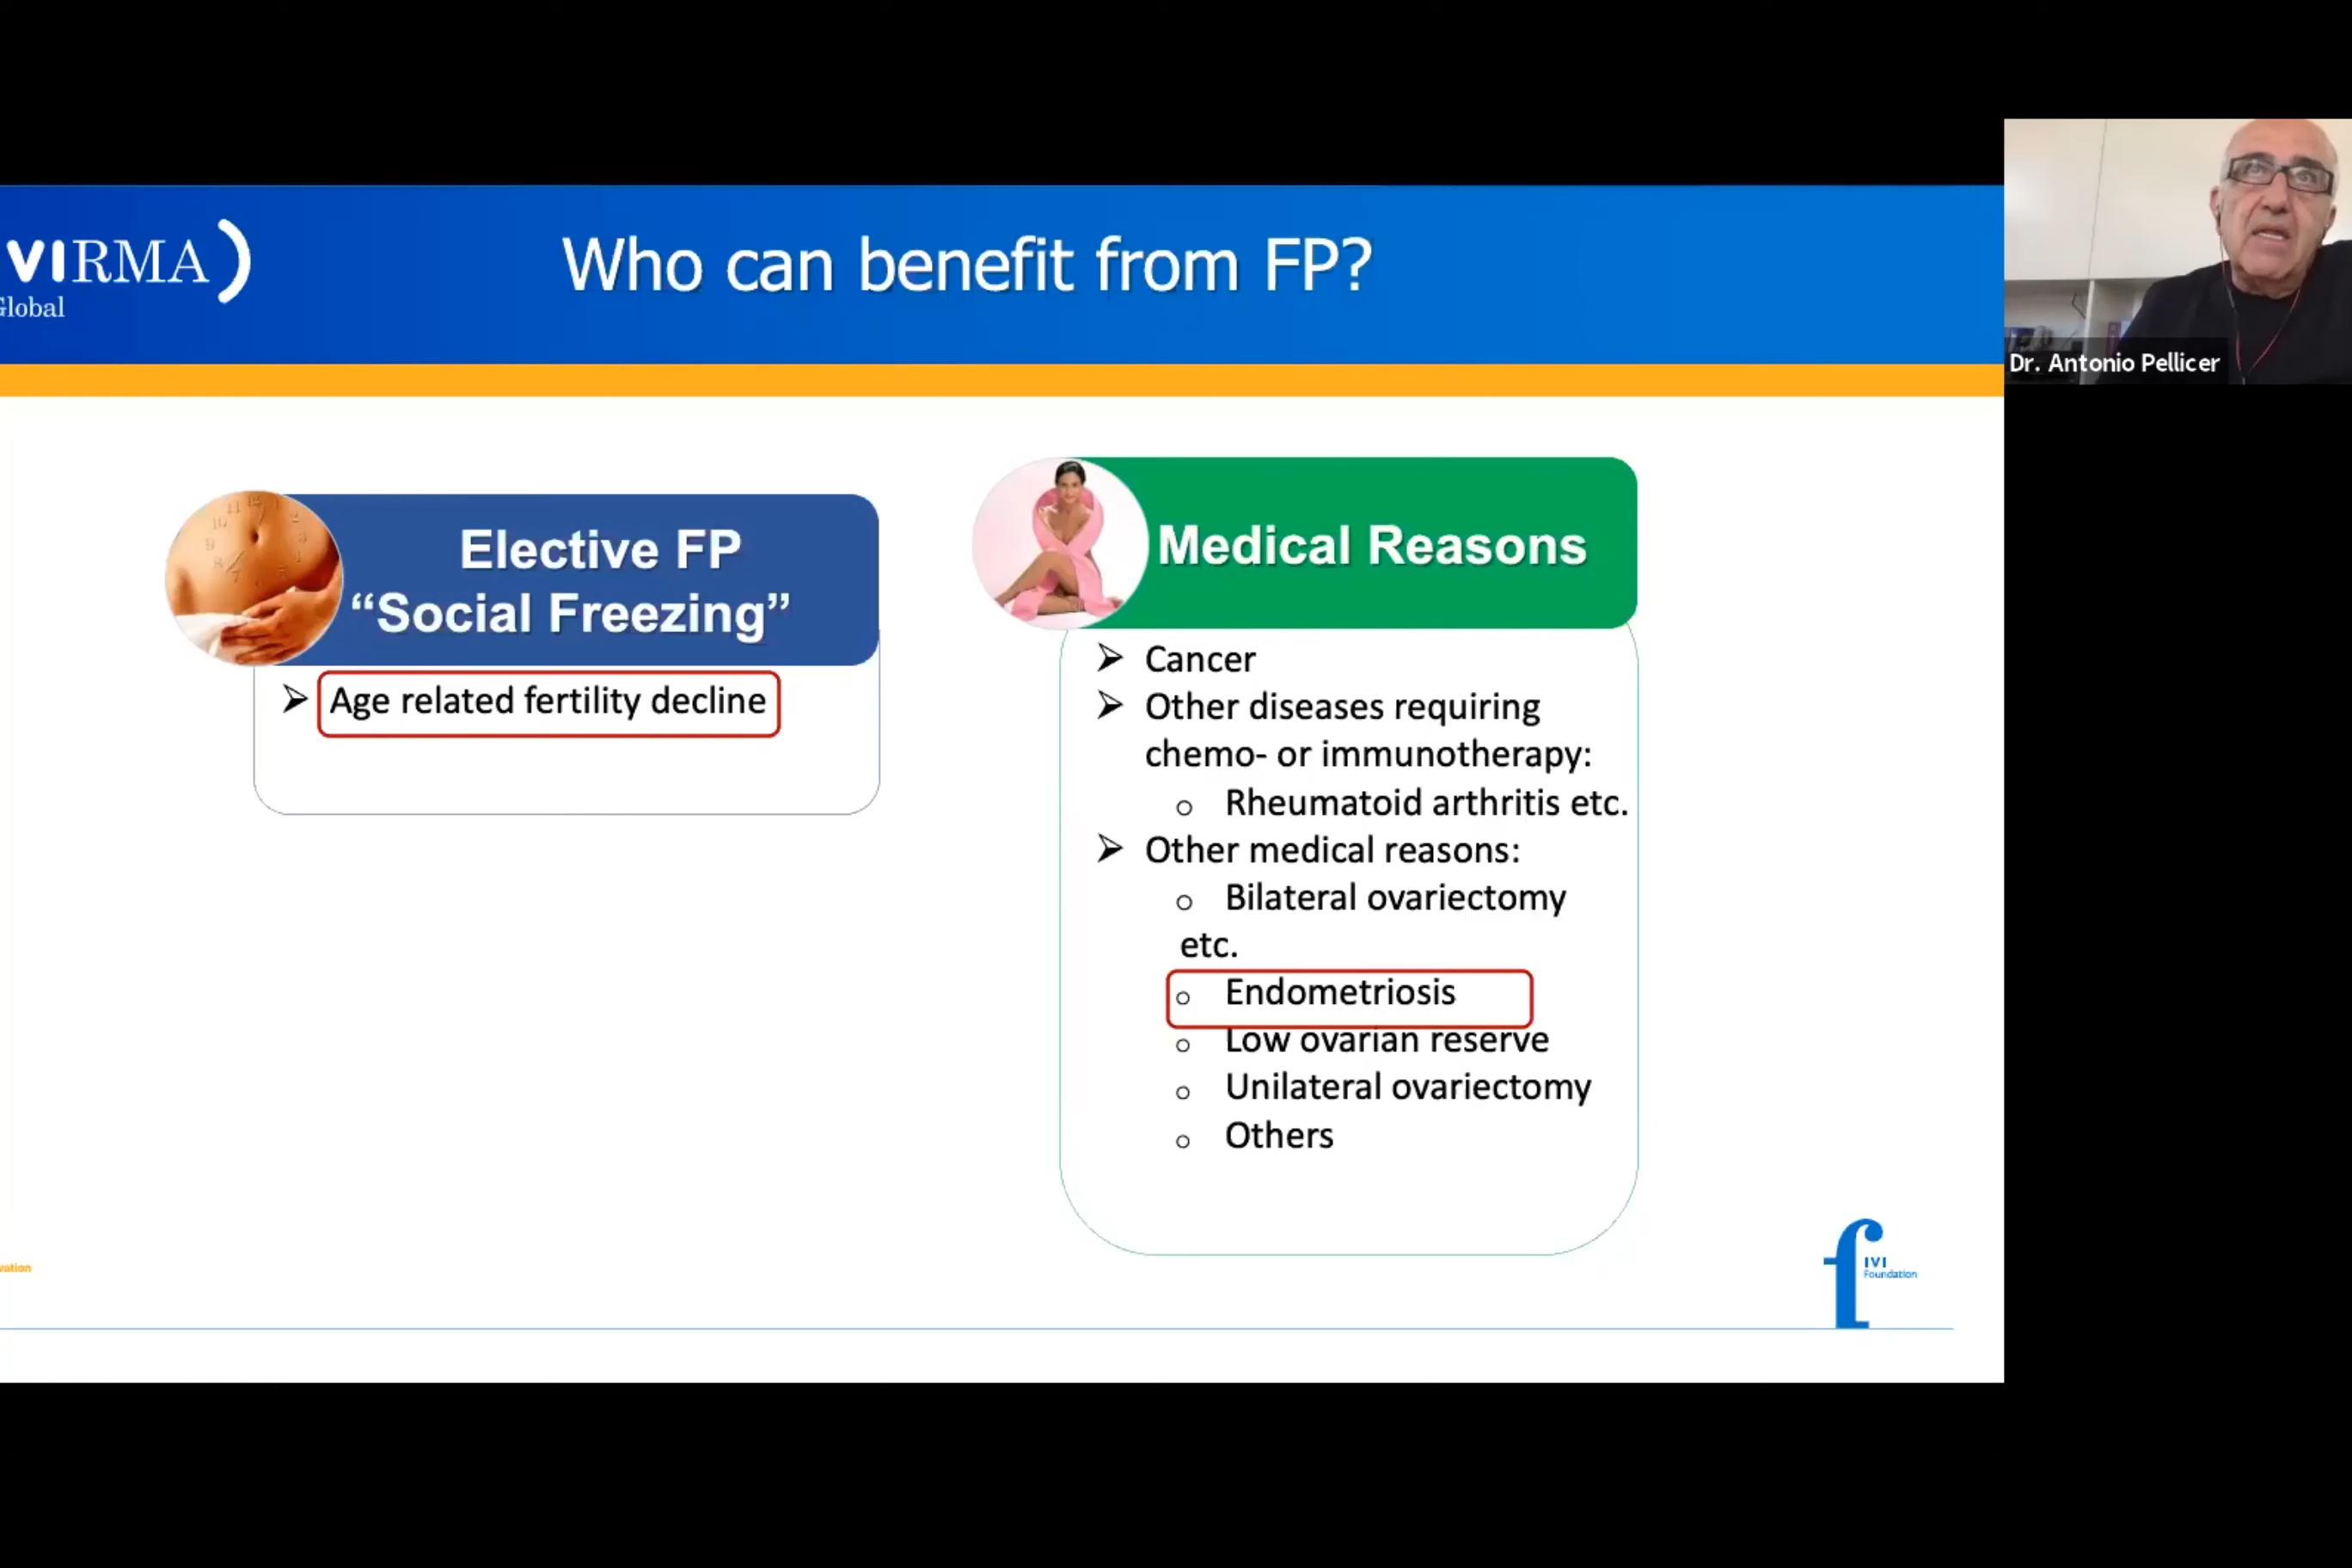 VIRMA
Global
Who can benefit from FP?
Dr. Antonio Pellicer
Elective FP
“Social Freezing”
➢ Age related fertility decline
Medical Reasons
➢ Cancer
➢ Other diseases requiring
chemo- or immunotherapy:
o Rheumatoid arthritis etc.
➢ Other medical reasons:
o Bilateral ovariectomy
etc.
o Endometriosis
o Low ovarian reserve
o Unilateral ovariectomy
o Others
vation
f IVI
Foundation